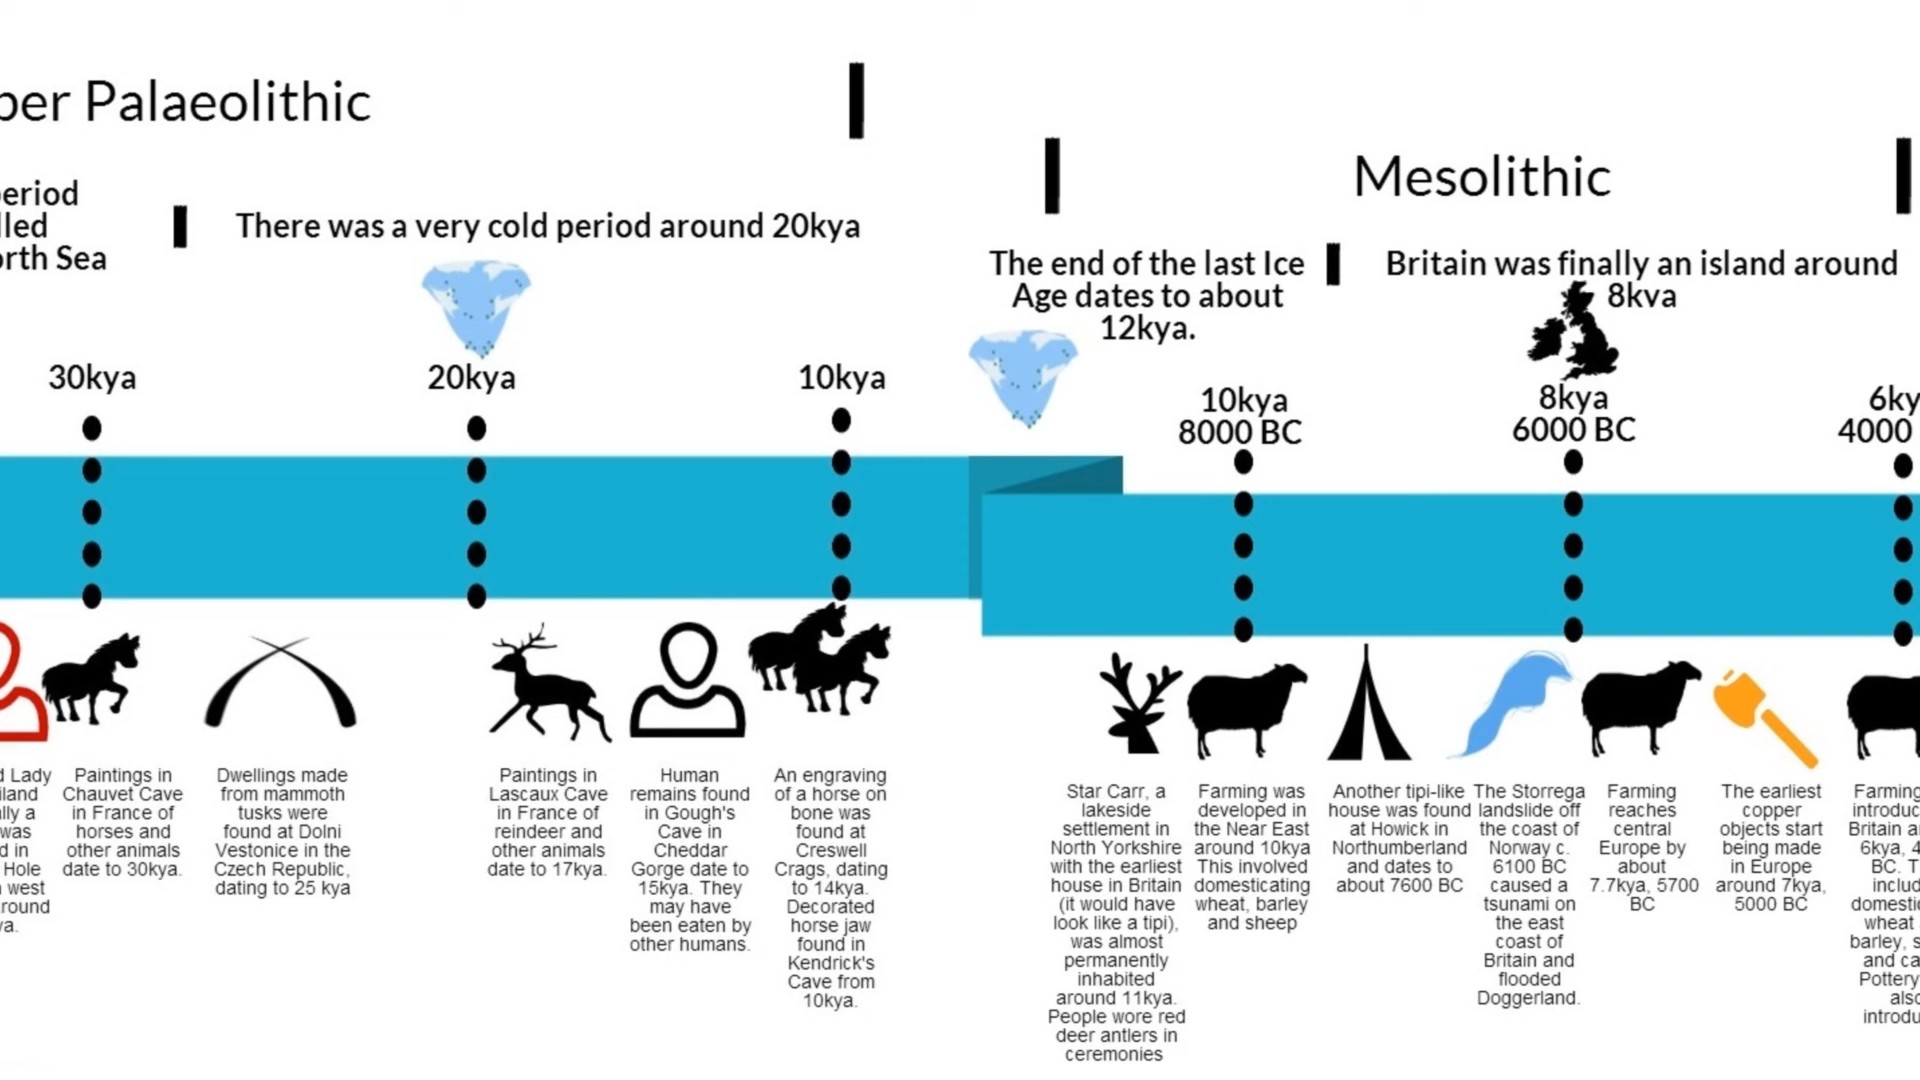 per Palaeolithic
Mesolithic
period
lled
orth Sea
There was a very cold period around 20kya
The end of the last Ice
Age dates to about
12kya.
Britain was finally an island around
8kya
30kya
20kya
10kya
10kya
8000 BC
8kya
6000 BC
6ky
4000
d Lady
iland
lly a
was
d in
Hole
n west
round
ya.
Paintings in
Chauvet Cave
in France of
horses and
other animals
date to 30kya.
Dwellings made
from mammoth
tusks were
found at Dolni
Vestonice in the
Czech Republic,
dating to 25 kya
Paintings in
Lascaux Cave
in France of
reindeer and
other animals
date to 17kya.
Human
remains found
in Gough's
Cave in
Cheddar
Gorge date to
15kya. They
may have
been eaten by
other humans.
An engraving
of a horse on
bone was
found at
Creswell
Crags, dating
to 14kya.
Decorated
horse jaw
found in
Kendrick's
Cave from
10kya.
Star Carr, a
lakeside
settlement in
North Yorkshire
with the earliest
house in Britain
(it would have
look like a tipi),
was almost
permanently
inhabited
around 11kya.
People wore red
deer antlers in
ceremonies
Farming was
developed in
the Near East
around 10kya
This involved
domesticating
wheat, barley
and sheep
Another tipi-like
house was found
at Howick in
Northumberland
and dates to
about 7600 BC
The Storrega
landslide off
the coast of
Norway c.
6100 BC
caused a
tsunami on
the east
coast of
Britain and
flooded
Doggerland.
Farming
reaches
central
Europe by
about
7.7kya, 5700
BC
The earliest
copper
objects start
being made
in Europe
around 7kya,
5000 BC
Farming
introduc
Britain a
6kya, 4
BC. T
includ
domestic
wheat
barley, s
and ca
Pottery
also
introdu